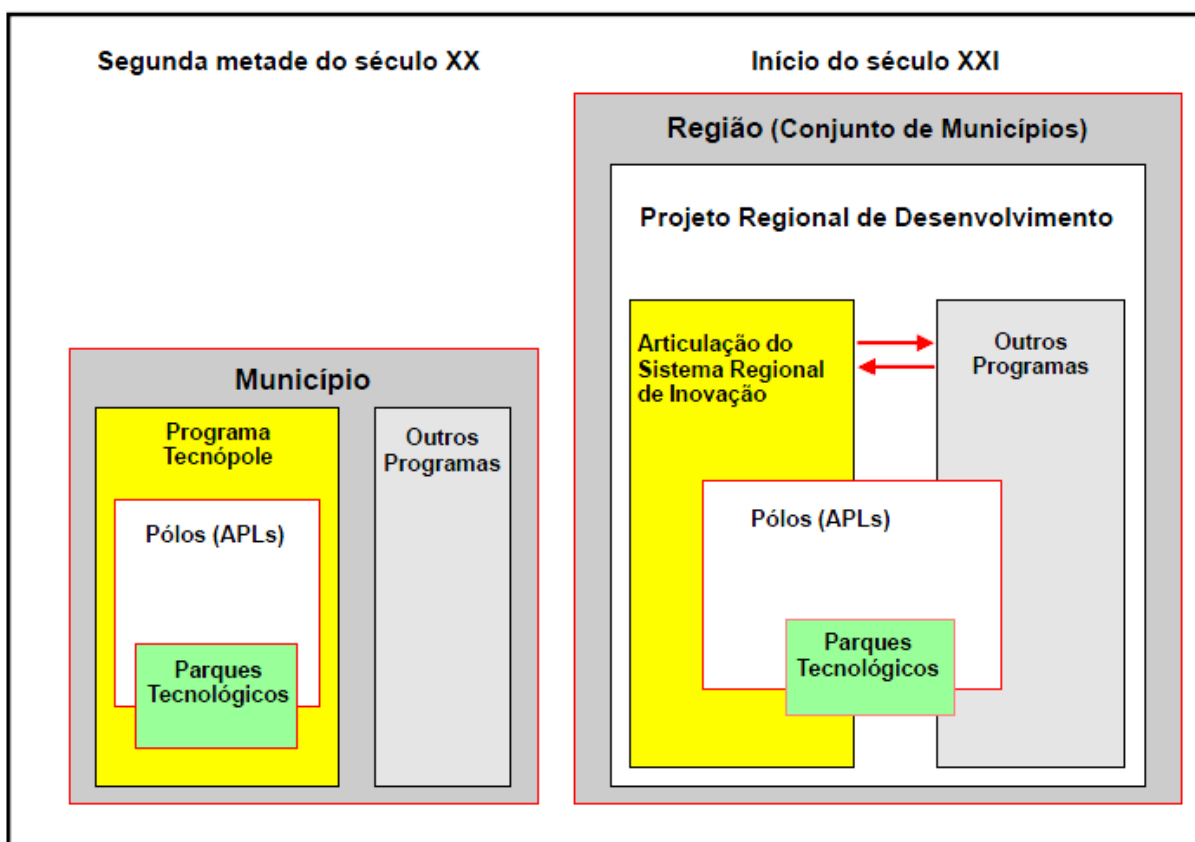 Segunda metade do século XX
Município
Programa
Tecnópole
Pólos (APLs)
Parques
Tecnológicos
Outros
Programas
Início do século XXI
Região (Conjunto de Municípios)
Projeto Regional de Desenvolvimento
Articulação do
Sistema Regional
de Inovação
Outros
Programas
Pólos (APLs)
Parques
Tecnológicos